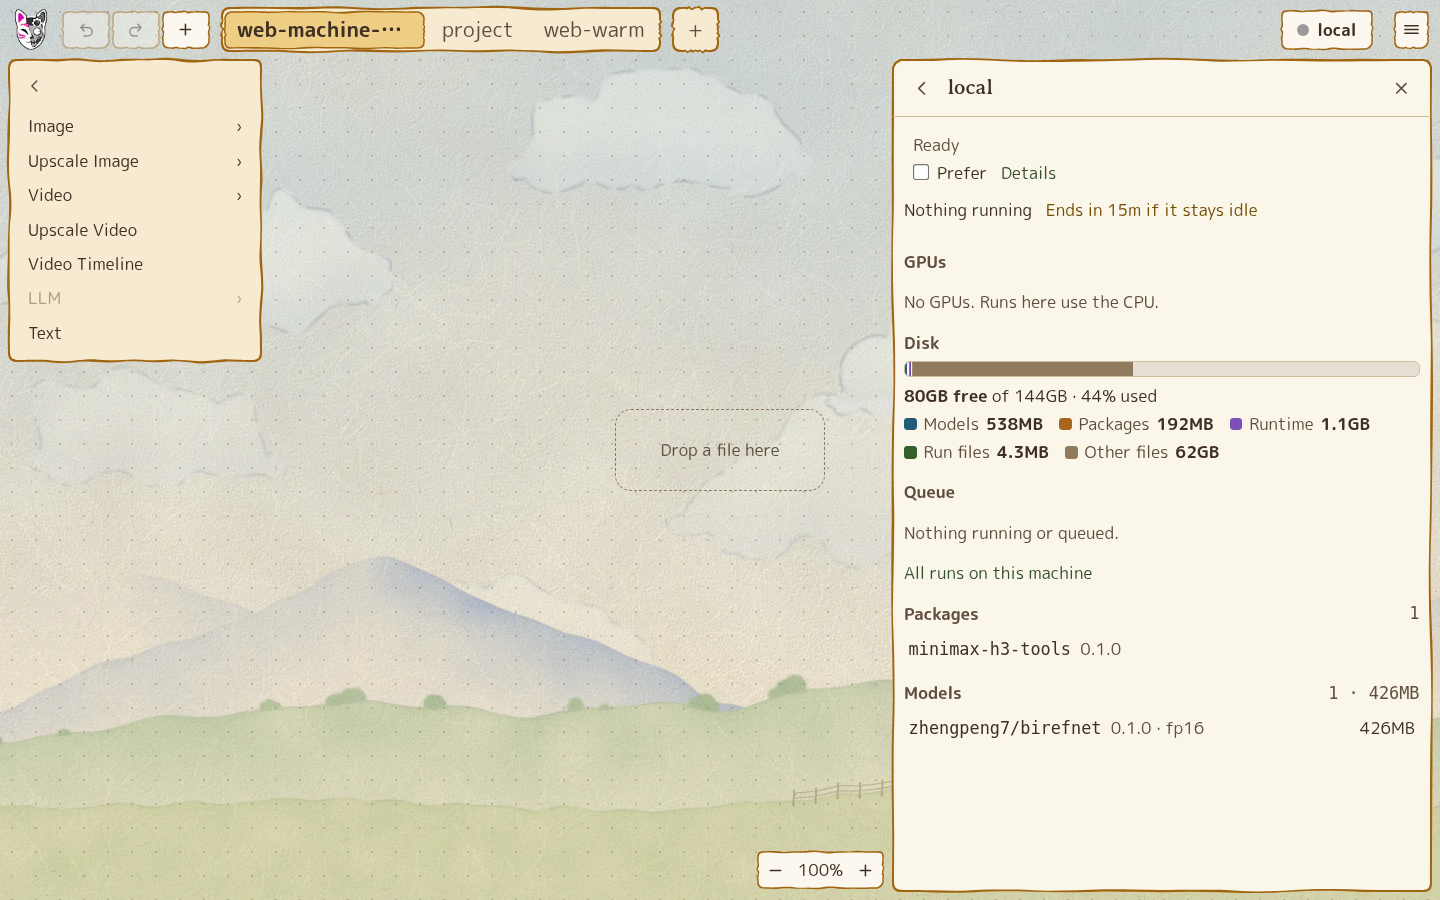 web-machine-···
project
web-warm
local
Image
Upscale Image
Video
Upscale Video
Video Timeline
LLM
Text
Drop a file here
100%
local
Ready
Prefer Details
Nothing running Ends in 15m if it stays idle
GPUs
No GPUs. Runs here use the CPU.
Disk
80GB free of 144GB · 44% used
Models 538MB Packages 192MB Runtime 1.1GB
Run files 4.3MB Other files 62GB
Queue
Nothing running or queued.
All runs on this machine
Packages 1
minimax-h3-tools 0.1.0
Models 1 · 426MB
zhengpeng7/birefnet 0.1.0 · fp16 426MB